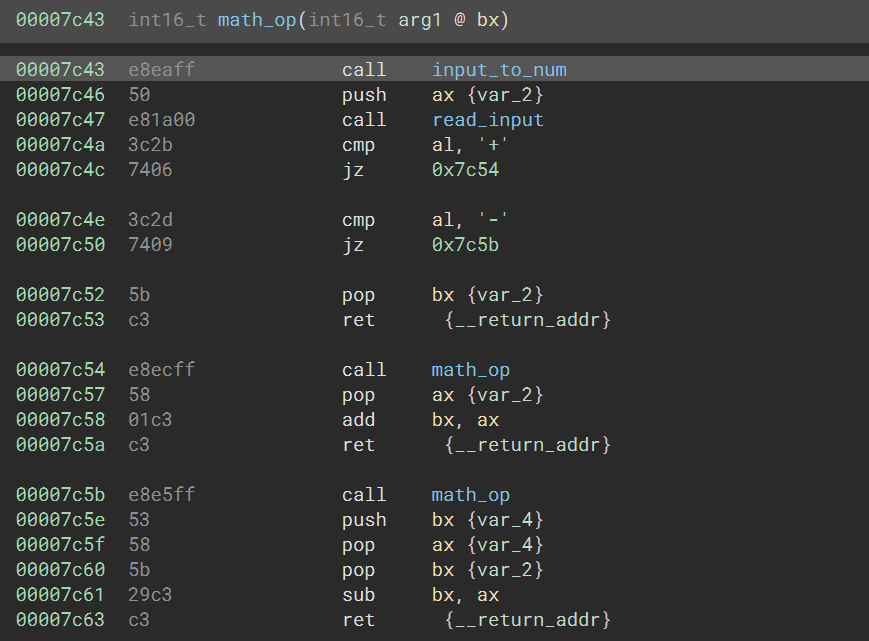 00007c43 int16_t math_op(int16_t arg1 @ bx)
00007c43 e8eaff call input_to_num
00007c46 50 push ax {var_2}
00007c47 e81a00 call read_input
00007c4a 3c2b cmp al, '+'
00007c4c 7406 jz 0x7c54
00007c4e 3c2d cmp al, '-'
00007c50 7409 jz 0x7c5b
00007c52 5b pop bx {var_2}
00007c53 c3 ret {__return_addr}
00007c54 e8ecff call math_op
00007c57 58 pop ax {var_2}
00007c58 01c3 add bx, ax
00007c5a c3 ret {__return_addr}
00007c5b e8e5ff call math_op
00007c5e 53 push bx {var_4}
00007c5f 58 pop ax {var_4}
00007c60 5b pop bx {var_2}
00007c61 29c3 sub bx, ax
00007c63 c3 ret {__return_addr}